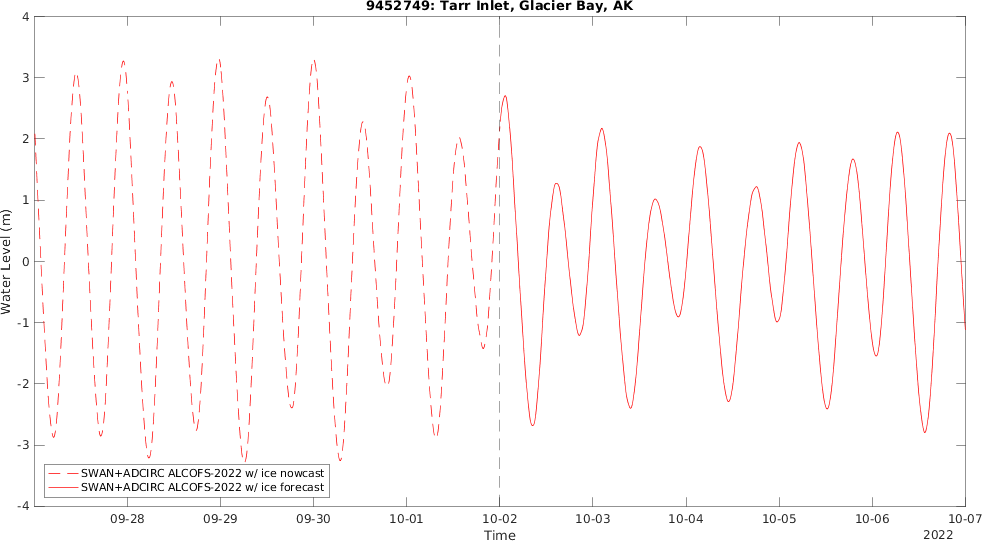 9452749: Tarr Inlet, Glacier Bay, AK
4
3
2
1
0
-1
-2
-3
-4
Water Level (m)
SWAN+ADCIRC ALCOFS-2022 w/ ice nowcast
SWAN+ADCIRC ALCOFS-2022 w/ ice forecast
09-28 09-29 09-30 10-01 10-02 10-03 10-04 10-05 10-06 10-07
Time
2022